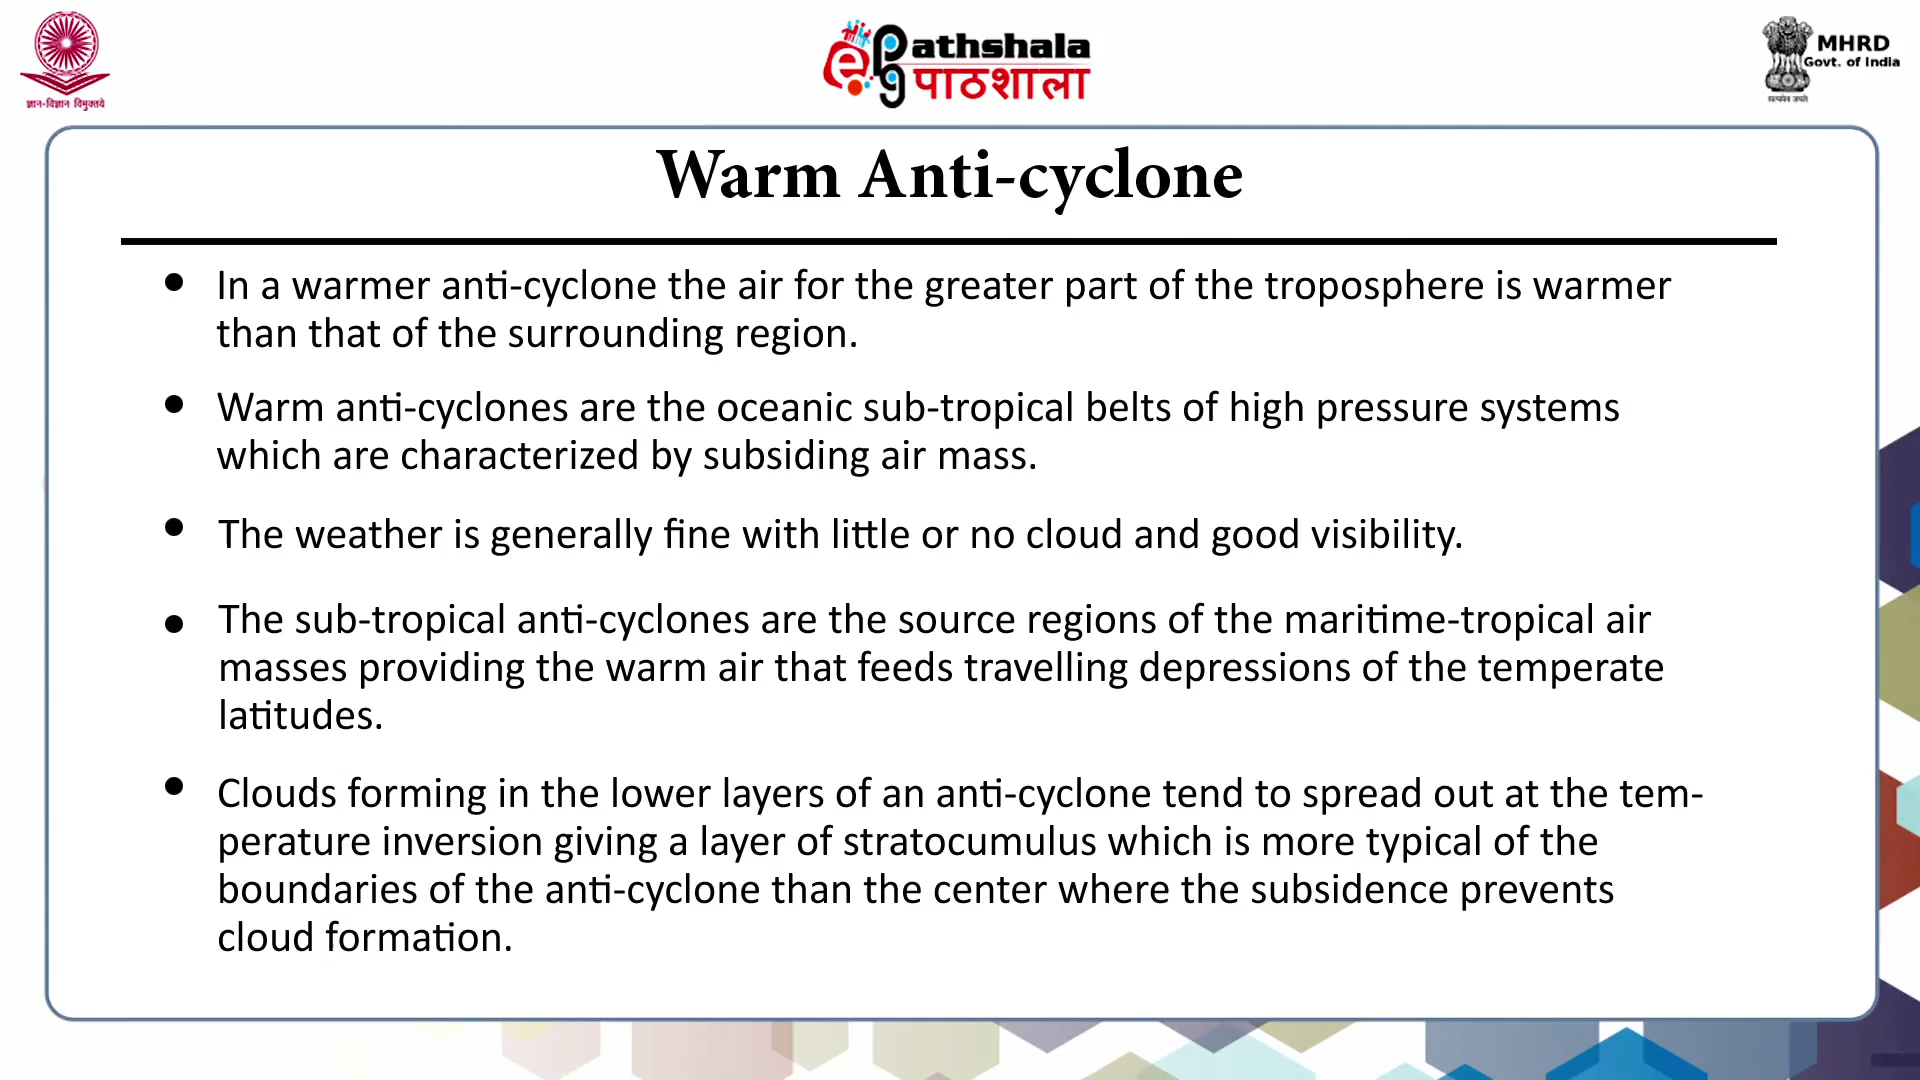 ज्ञान-विज्ञान विमुक्तये
e pg athshala
पाठशाला
MHRD
Govt. of India
सत्यमेव जयते
Warm Anti-cyclone
• In a warmer anti-cyclone the air for the greater part of the troposphere is warmer
than that of the surrounding region.
• Warm anti-cyclones are the oceanic sub-tropical belts of high pressure systems
which are characterized by subsiding air mass.
• The weather is generally fine with little or no cloud and good visibility.
• The sub-tropical anti-cyclones are the source regions of the maritime-tropical air
masses providing the warm air that feeds travelling depressions of the temperate
latitudes.
• Clouds forming in the lower layers of an anti-cyclone tend to spread out at the tem-
perature inversion giving a layer of stratocumulus which is more typical of the
boundaries of the anti-cyclone than the center where the subsidence prevents
cloud formation.